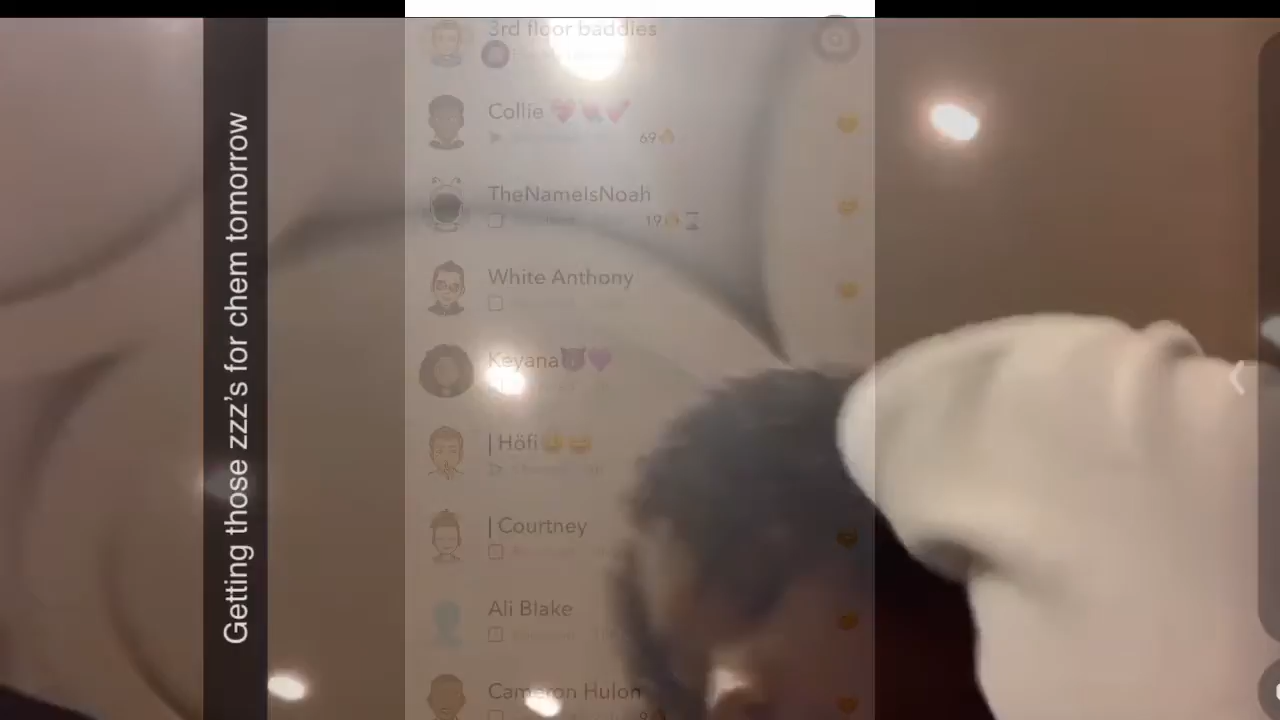 3rd floor baddies
Collie
69
TheNameIsNoah
19
White Anthony
Keyana
| Höfi
| Courtney
Ali Blake
Cameron Hulon
9
Getting those zzz's for chem tomorrow